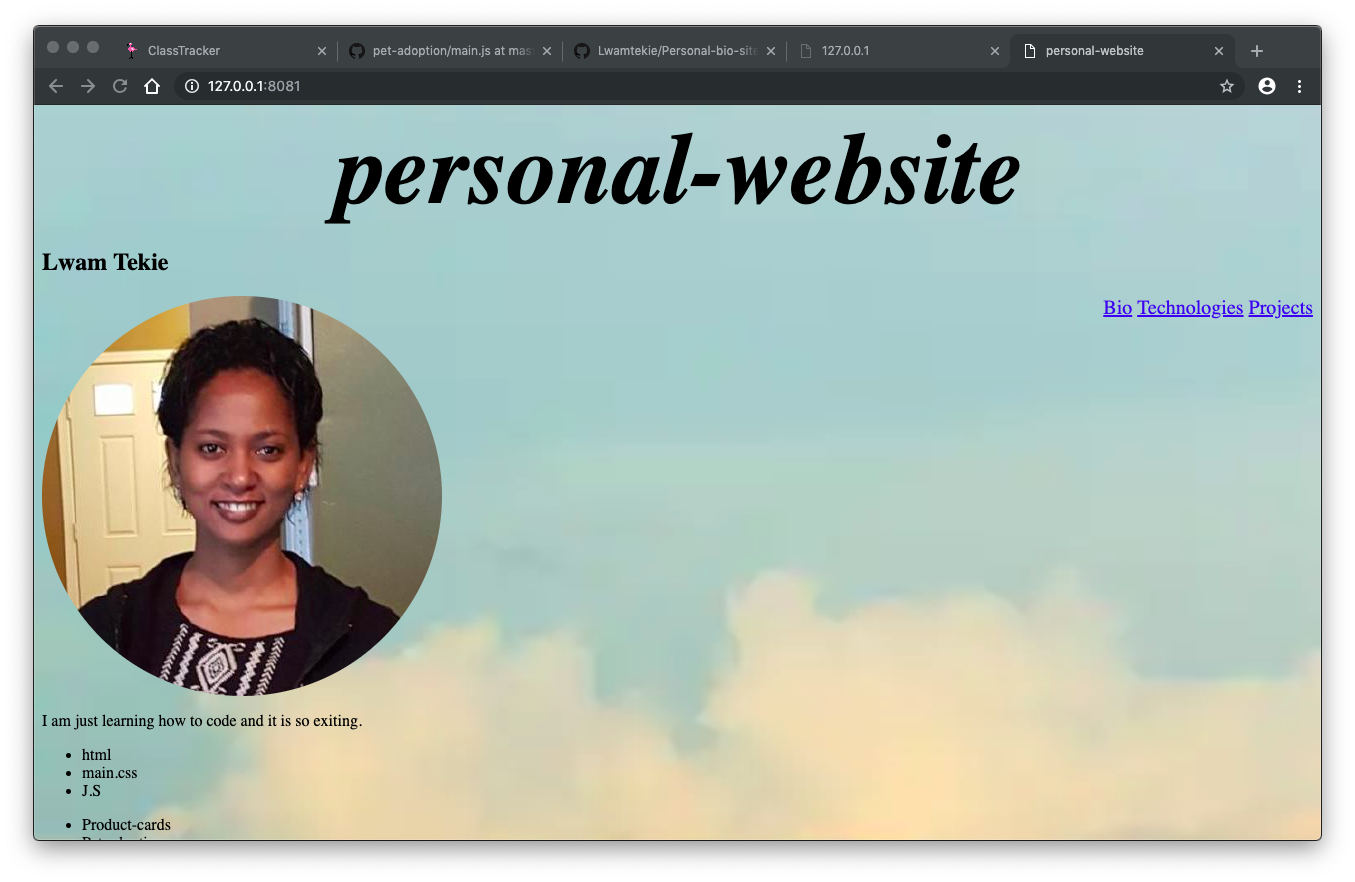 ClassTracker
pet-adoption/main.js at mas
Lwamtekie/Personal-bio-site
127.0.0.1
personal-website
127.0.0.1:8081
personal-website
Lwam Tekie
Bio Technologies Projects
I am just learning how to code and it is so exiting.
html
main.css
J.S
Product-cards